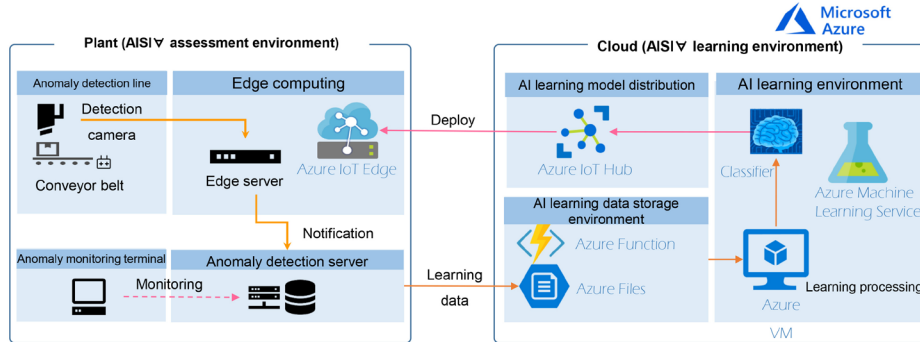 Microsoft
Azure
Plant (AISI∀ assessment environment)
Anomaly detection line
Detection
camera
Conveyor belt
Edge computing
Edge server
Azure IoT Edge
Notification
Anomaly monitoring terminal
Monitoring
Anomaly detection server
Deploy
Learning
data
Cloud (AISI∀ learning environment)
AI learning model distribution
Azure IoT Hub
AI learning data storage
environment
Azure Function
Azure Files
AI learning environment
Classifier
Azure Machine
Learning Service
Learning processing
Azure
VM